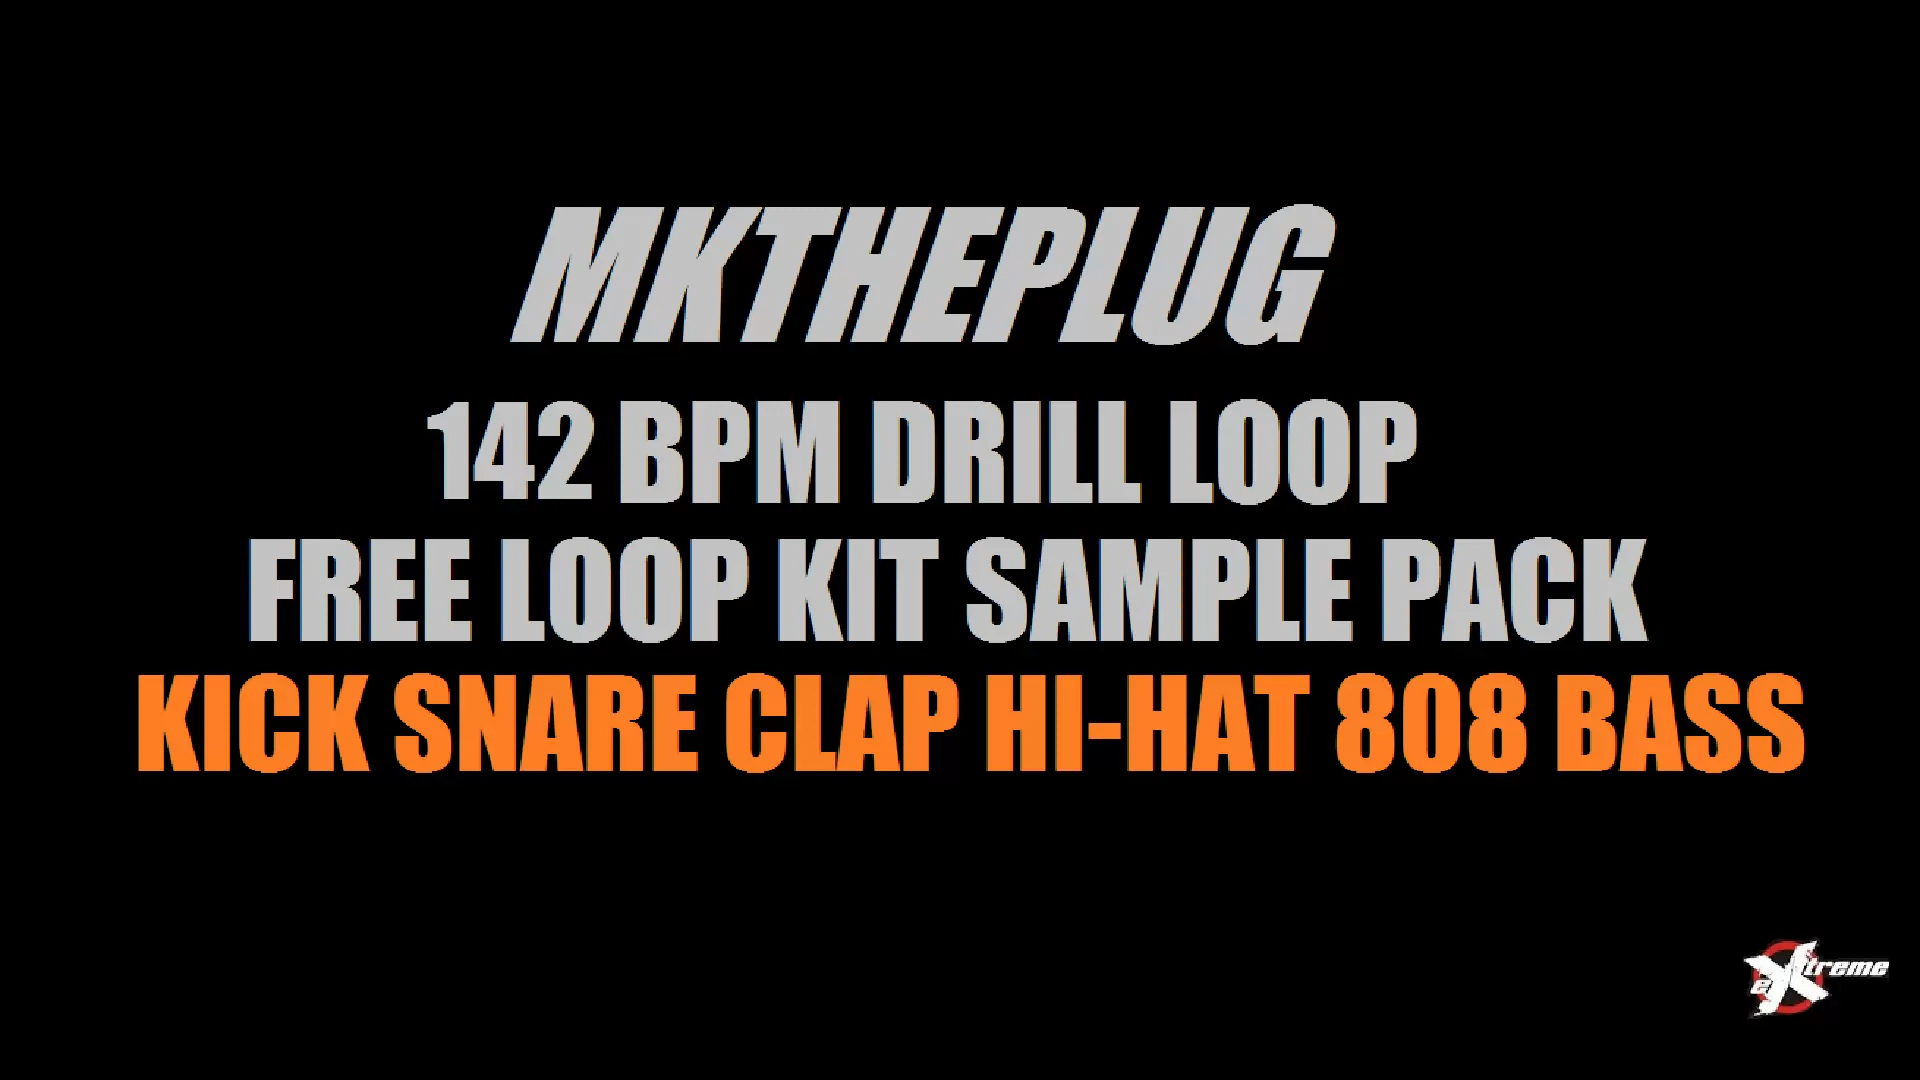 MKTHEPLUG
142 BPM DRILL LOOP
FREE LOOP KIT SAMPLE PACK
KICK SNARE CLAP HI-HAT 808 BASS
eXtreme